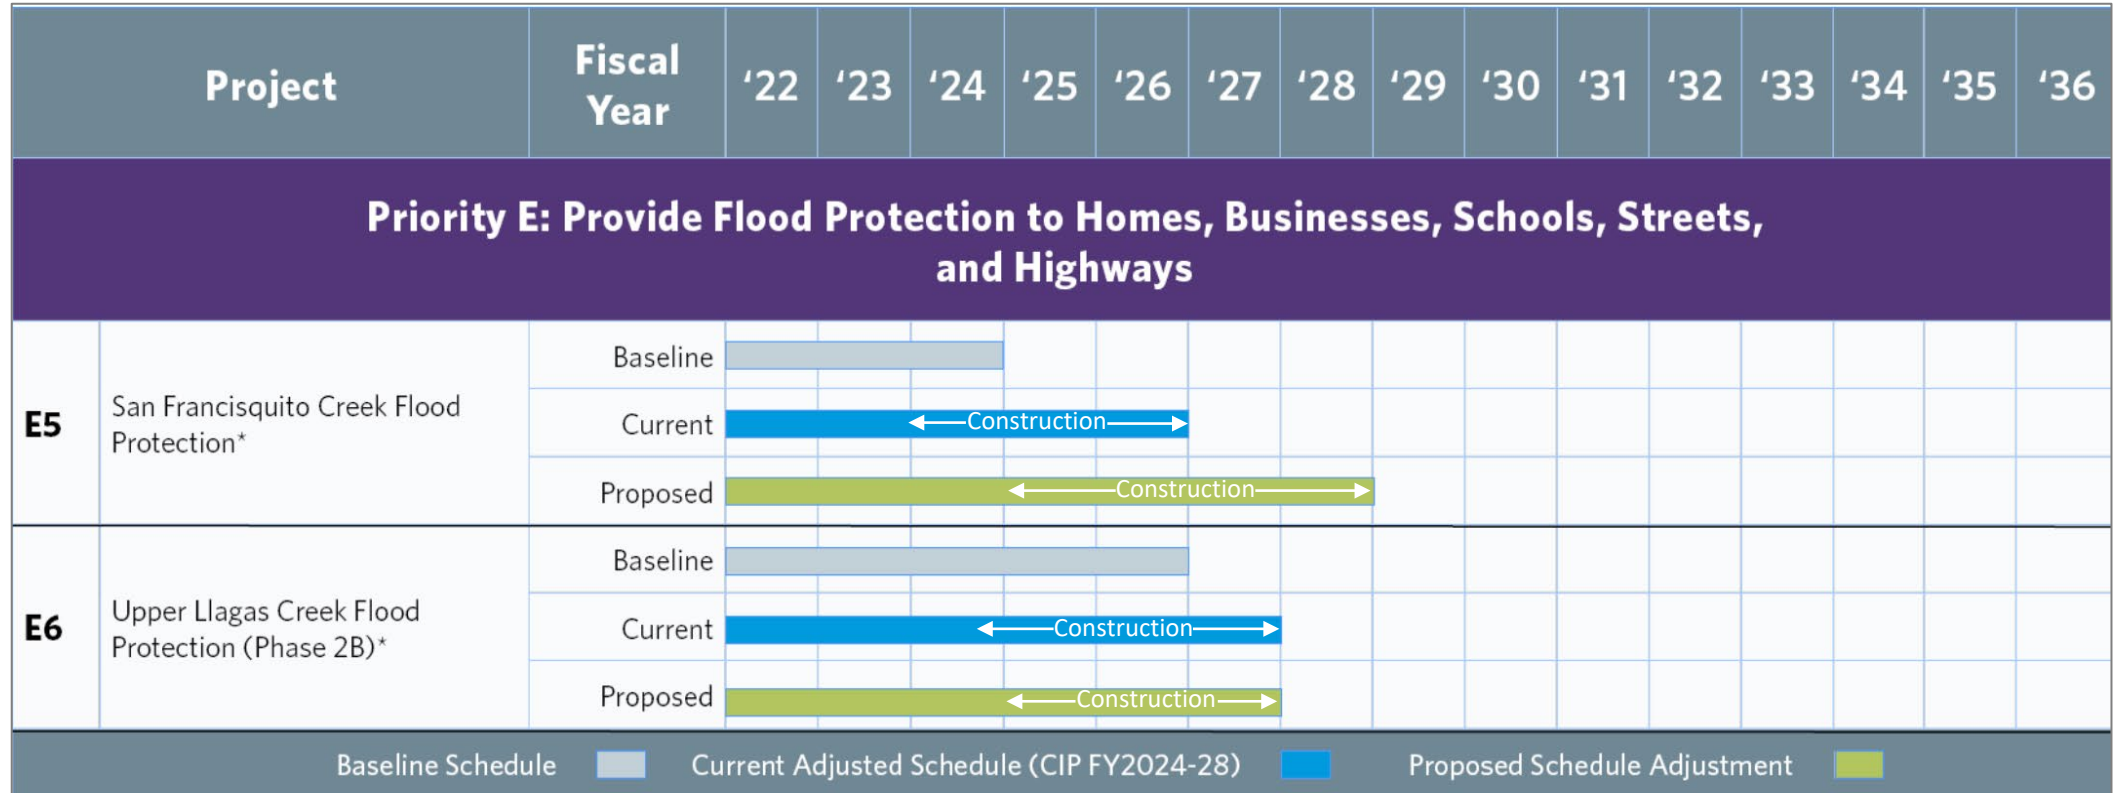 Project Fiscal Year ‘22 ‘23 ‘24 ‘25 ‘26 ‘27 ‘28 ‘29 ‘30 ‘31 ‘32 ‘33 ‘34 ‘35 ‘36
Priority E: Provide Flood Protection to Homes, Businesses, Schools, Streets,
and Highways
E5
San Francisquito Creek Flood
Protection*
Baseline
Current
Construction
Proposed
Construction
E6
Upper Llagas Creek Flood
Protection (Phase 2B)*
Baseline
Current
Construction
Proposed
Construction
Baseline Schedule Current Adjusted Schedule (CIP FY2024-28) Proposed Schedule Adjustment